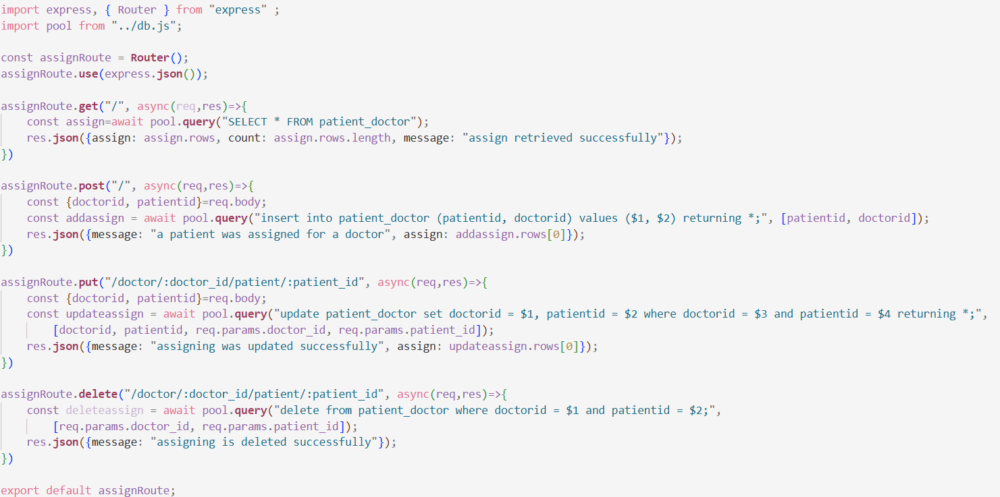 import express, { Router } from "express" ;
import pool from "../db.js";

const assignRoute = Router();
assignRoute.use(express.json());

assignRoute.get("/", async(req,res)=>{
    const assign=await pool.query("SELECT * FROM patient_doctor");
    res.json({assign: assign.rows, count: assign.rows.length, message: "assign retrieved successfully"});
})

assignRoute.post("/", async(req,res)=>{
    const {doctorid, patientid}=req.body;
    const addassign = await pool.query("insert into patient_doctor (patientid, doctorid) values ($1, $2) returning *;", [patientid, doctorid]);
    res.json({message: "a patient was assigned for a doctor", assign: addassign.rows[0]});
})

assignRoute.put("/doctor/:doctor_id/patient/:patient_id", async(req,res)=>{
    const {doctorid, patientid}=req.body;
    const updateassign = await pool.query("update patient_doctor set doctorid = $1, patientid = $2 where doctorid = $3 and patientid = $4 returning *;",
        [doctorid, patientid, req.params.doctor_id, req.params.patient_id]);
    res.json({message: "assigning was updated successfully", assign: updateassign.rows[0]});
})

assignRoute.delete("/doctor/:doctor_id/patient/:patient_id", async(req,res)=>{
    const deleteassign = await pool.query("delete from patient_doctor where doctorid = $1 and patientid = $2;",
        [req.params.doctor_id, req.params.patient_id]);
    res.json({message: "assigning is deleted successfully"});
})

export default assignRoute;